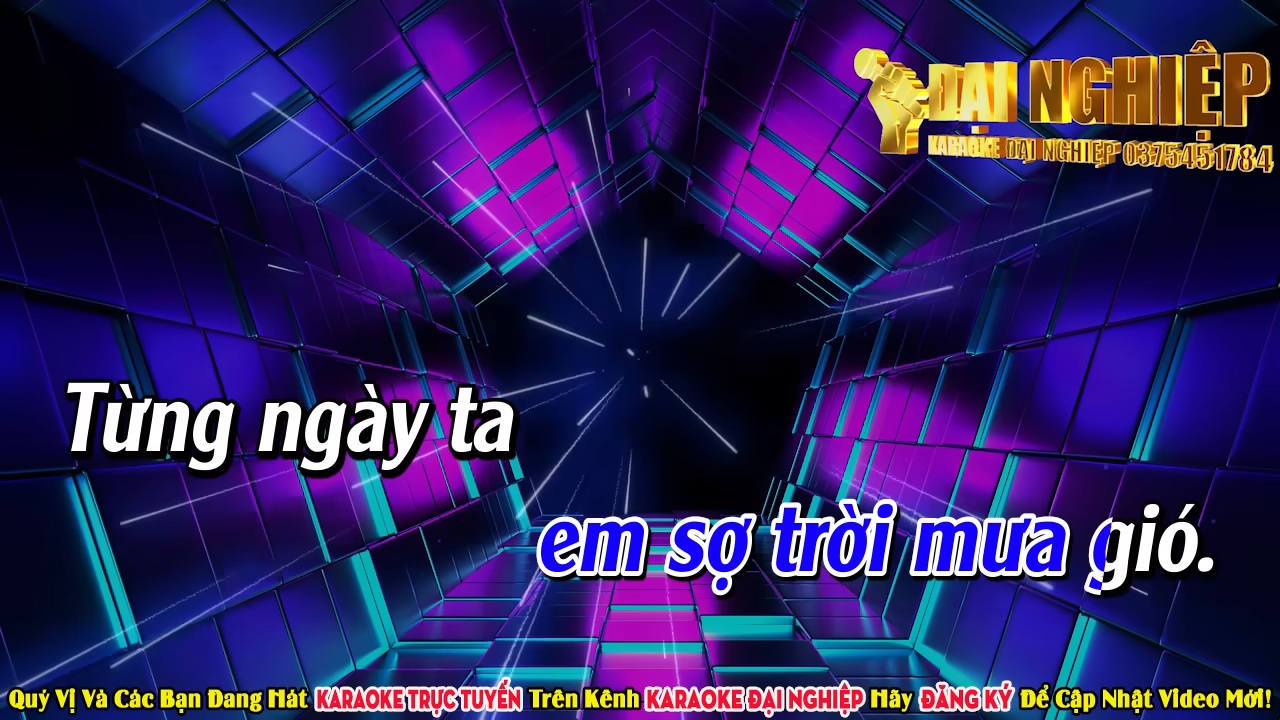 ĐẠI NGHIỆP
KARAOKE ĐẠI NGHIỆP 0375451784
Từng ngày ta
em sợ trời mưa gió.
Quý Vị Và Các Bạn Đang Hát KARAOKE TRỰC TUYẾN Trên Kênh KARAOKE ĐẠI NGHIỆP Hãy ĐĂNG KÝ Để Cập Nhật Video Mới!